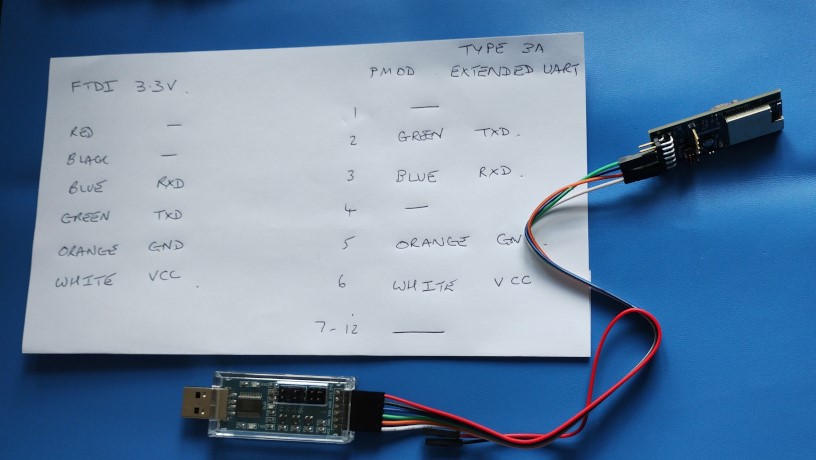 FTDI 3.3V.
RED —
BLACK —
BLUE RXD
GREEN TXD
ORANGE GND
WHITE VCC.
TYPE 3A
PMOD EXTENDED UART
1 —
2 GREEN TXD.
3 BLUE RXD.
4 —
5 ORANGE GND.
6 WHITE VCC
7-12 —